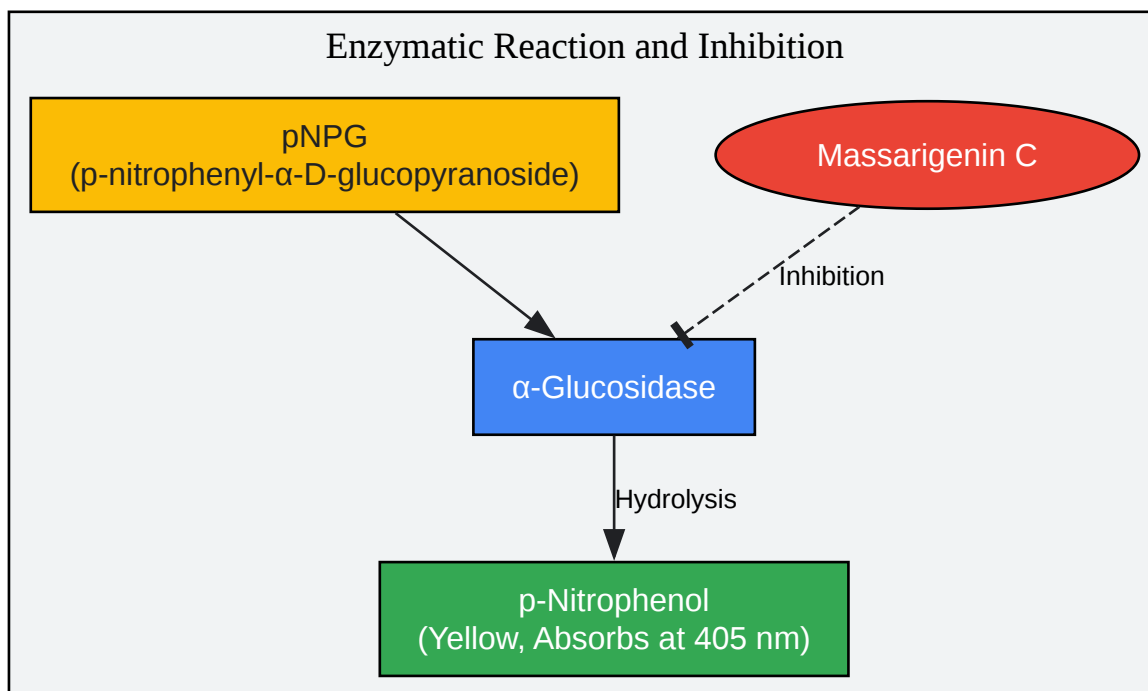 Enzymatic Reaction and Inhibition
pNPG
(p-nitrophenyl-α-D-glucopyranoside)
Massarigenin C
Inhibition
α-Glucosidase
Hydrolysis
p-Nitrophenol
(Yellow, Absorbs at 405 nm)